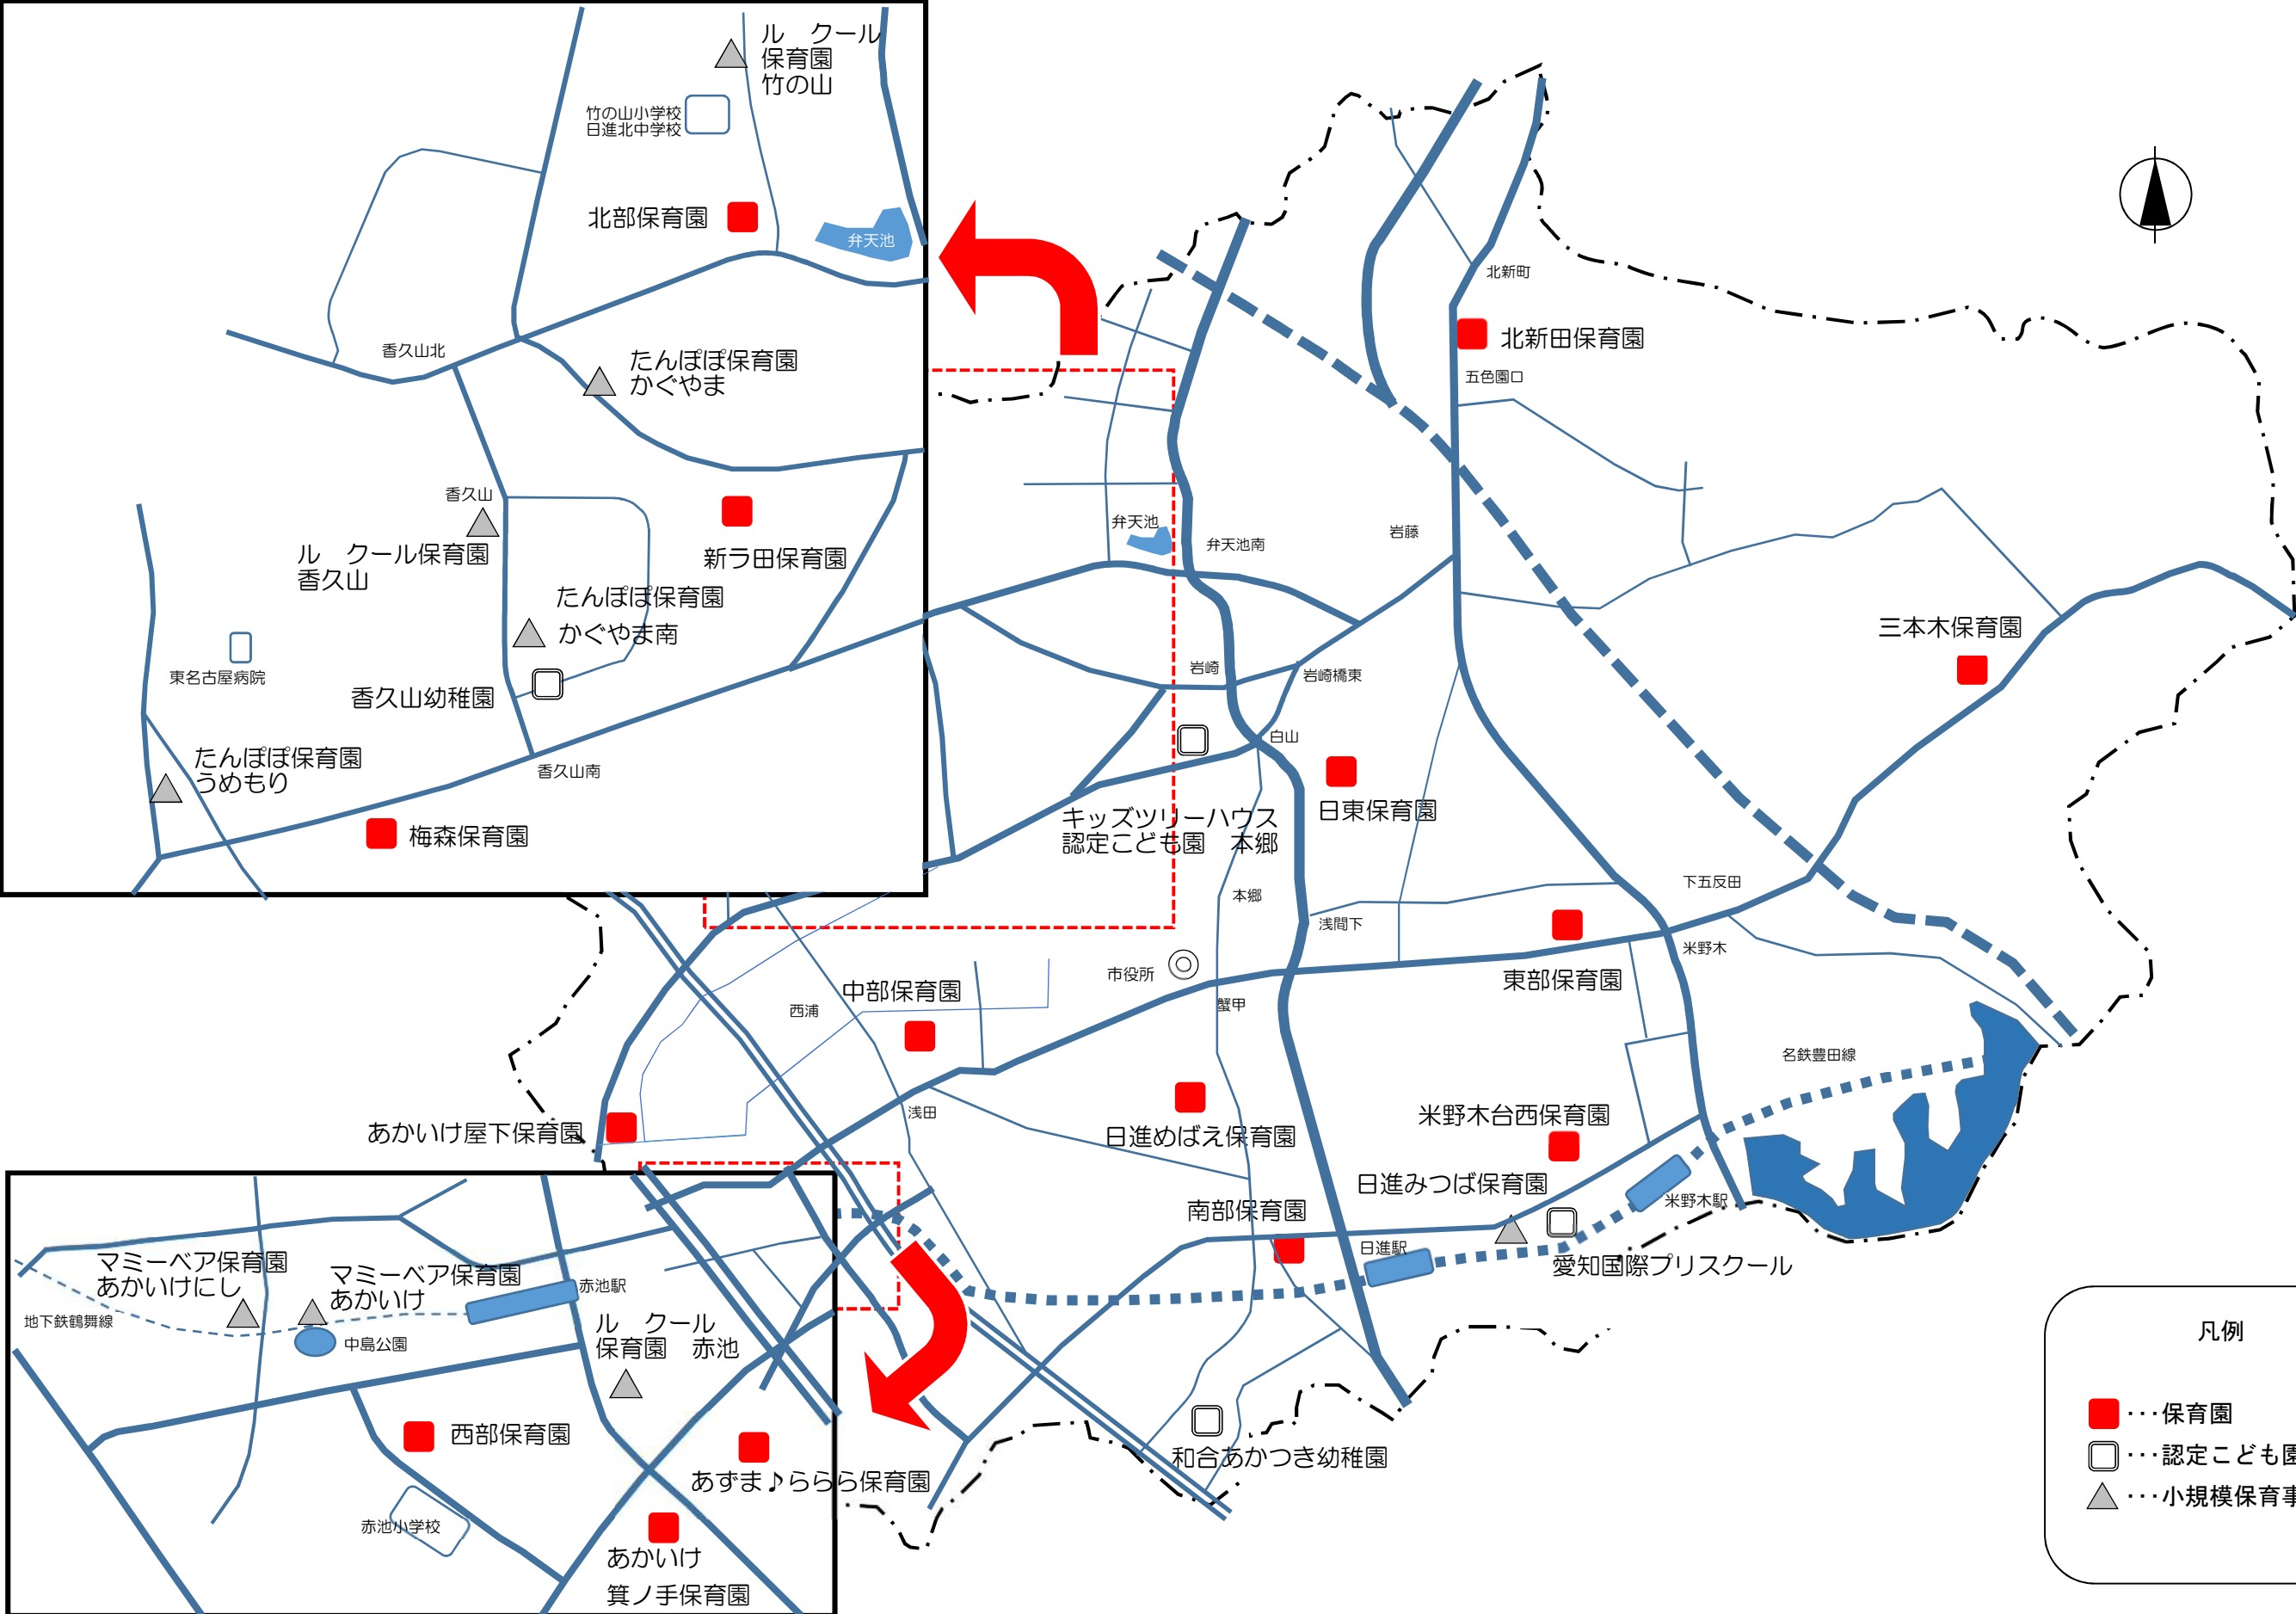 ル　クール
保育園
竹の山
竹の山小学校
日進北中学校
北部保育園
弁天池
香久山北
たんぽぽ保育園
かぐやま
香久山
ル　クール保育園
香久山
新ラ田保育園
たんぽぽ保育園
かぐやま南
東名古屋病院
香久山幼稚園
たんぽぽ保育園
うめもり
香久山南
梅森保育園
北新町
北新田保育園
五色園口
弁天池
弁天池南
岩藤
三本木保育園
岩崎
岩崎橋東
白山
キッズツリーハウス
認定こども園　本郷
日東保育園
本郷
浅間下
下五反田
米野木
東部保育園
市役所
蟹甲
中部保育園
西浦
浅田
名鉄豊田線
あかいけ屋下保育園
日進めばえ保育園
米野木台西保育園
日進みつば保育園
米野木駅
南部保育園
日進駅
愛知国際プリスクール
和合あかつき幼稚園
マミーベア保育園
あかいけにし
マミーベア保育園
あかいけ
赤池駅
地下鉄鶴舞線
中島公園
ル　クール
保育園　赤池
西部保育園
あずま♪ららら保育園
赤池小学校
あかいけ
箕ノ手保育園
凡例
･･･保育園
･･･認定こども園
･･･小規模保育事